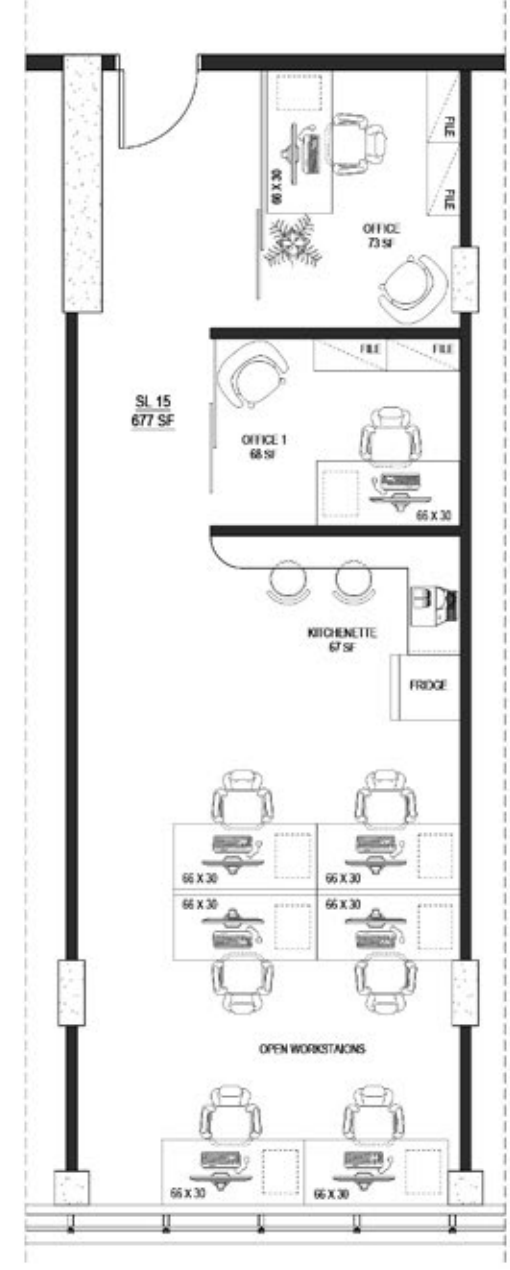 FILE
FILE
66 X 30
OFFICE
73 SF
FILE
FILE
SL 15
677 SF
OFFICE 1
68 SF
66 X 30
KITCHENETTE
67 SF
FRIDGE
66 X 30
66 X 30
66 X 30
66 X 30
OPEN WORKSTAIONS
66 X 30
66 X 30